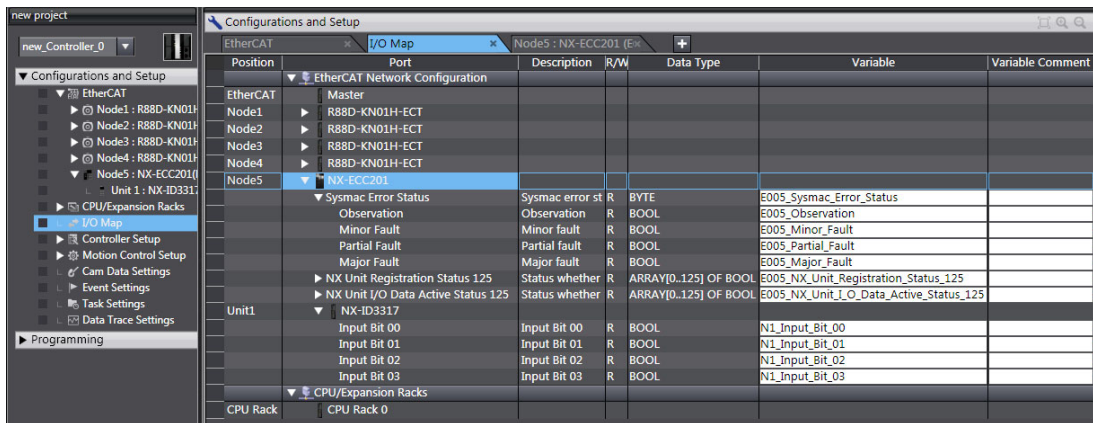 new project
Configurations and Setup
new_Controller_0
EtherCAT I/O Map Node5 : NX-ECC201 (E
Configurations and Setup
EtherCAT
Node1 : R88D-KN01H
Node2 : R88D-KN01H
Node3 : R88D-KN01H
Node4 : R88D-KN01H
Node5 : NX-ECC201(
Unit 1 : NX-ID3317
CPU/Expansion Racks
I/O Map
Controller Setup
Motion Control Setup
Cam Data Settings
Event Settings
Task Settings
Data Trace Settings
Programming
Position Port Description R/W Data Type Variable Variable Comment
EtherCAT Network Configuration
EtherCAT Master
Node1 R88D-KN01H-ECT
Node2 R88D-KN01H-ECT
Node3 R88D-KN01H-ECT
Node4 R88D-KN01H-ECT
Node5 NX-ECC201
Sysmac Error Status Sysmac error st R BYTE E005_Sysmac_Error_Status
Observation Observation R BOOL E005_Observation
Minor Fault Minor fault R BOOL E005_Minor_Fault
Partial Fault Partial fault R BOOL E005_Partial_Fault
Major Fault Major fault R BOOL E005_Major_Fault
NX Unit Registration Status 125 Status whether R ARRAY[0..125] OF BOOL E005_NX_Unit_Registration_Status_125
NX Unit I/O Data Active Status 125 Status whether R ARRAY[0..125] OF BOOL E005_NX_Unit_I_O_Data_Active_Status_125
Unit1 NX-ID3317
Input Bit 00 Input Bit 00 R BOOL N1_Input_Bit_00
Input Bit 01 Input Bit 01 R BOOL N1_Input_Bit_01
Input Bit 02 Input Bit 02 R BOOL N1_Input_Bit_02
Input Bit 03 Input Bit 03 R BOOL N1_Input_Bit_03
CPU/Expansion Racks
CPU Rack CPU Rack 0